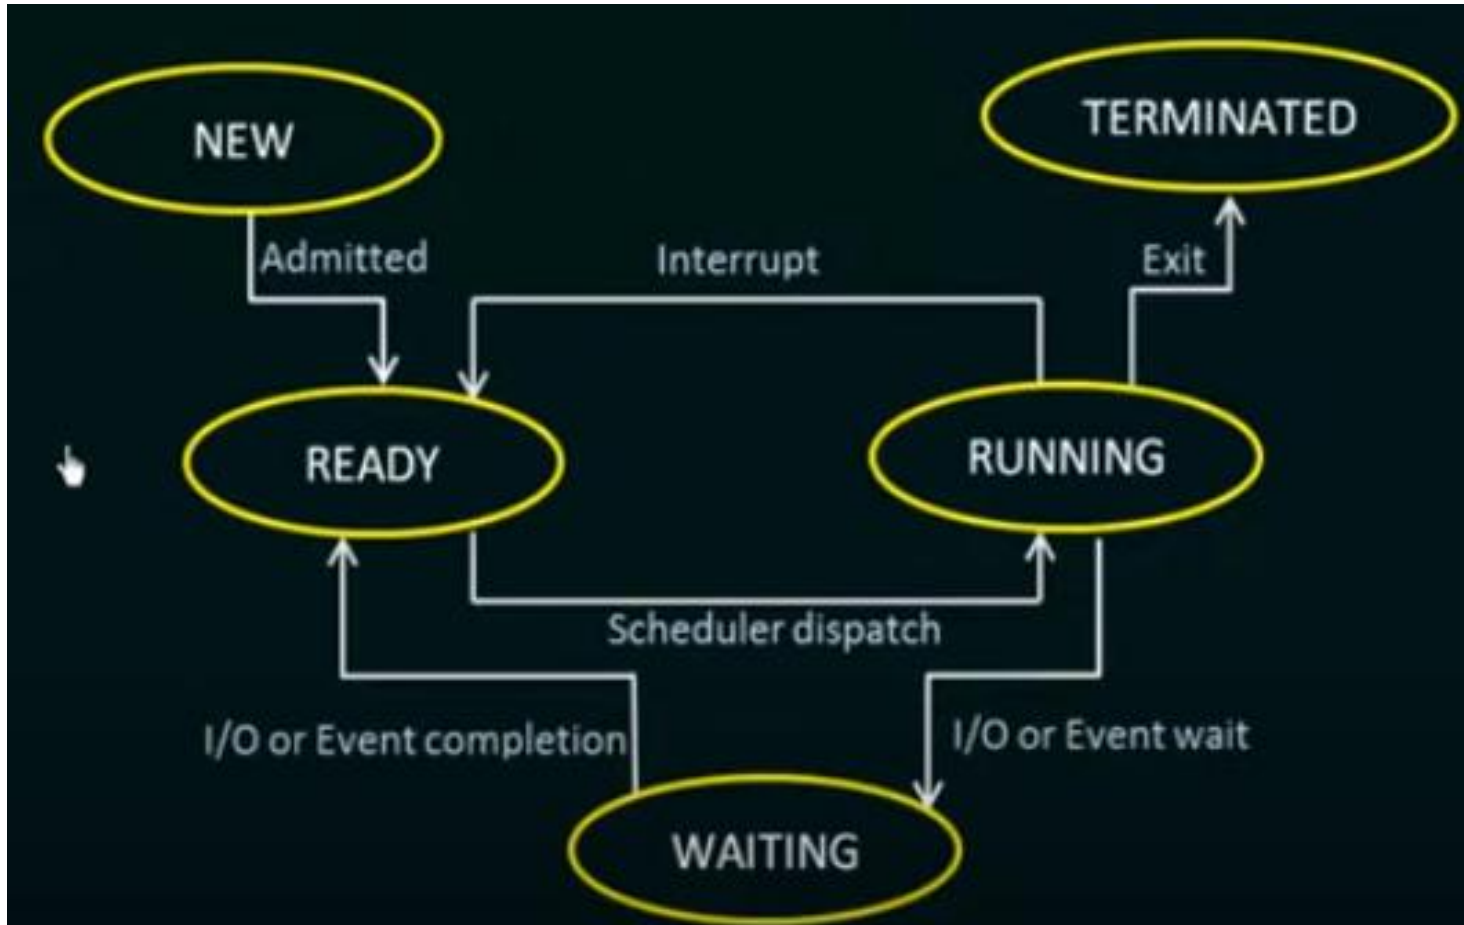 TERMINATED
NEW
Admitted
Interrupt
Exit
READY
RUNNING
Scheduler dispatch
I/O or Event completion
I/O or Event wait
WAITING